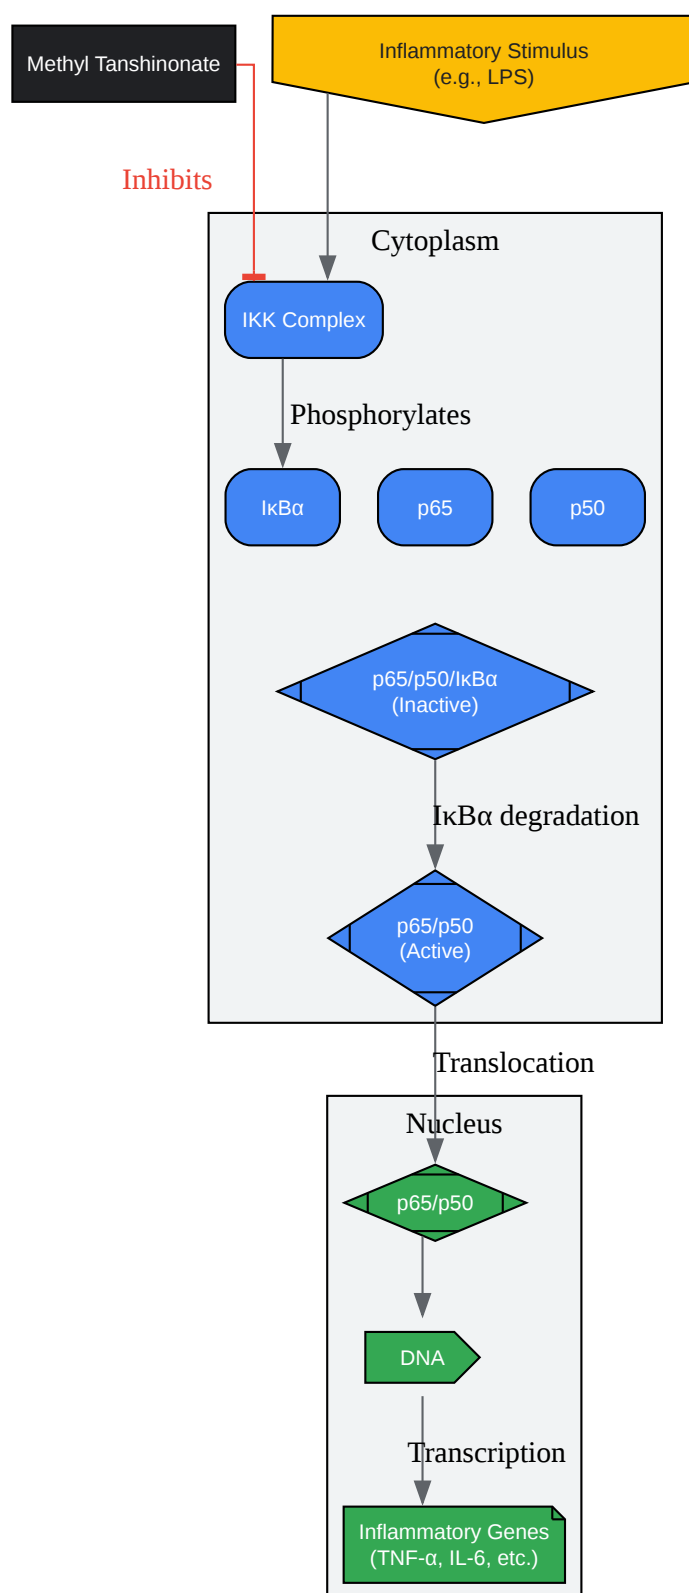 Methyl Tanshinonate
Inflammatory Stimulus
(e.g., LPS)
Inhibits
Cytoplasm
IKK Complex
Phosphorylates
IκBα
p65
p50
p65/p50/IκBα
(Inactive)
IκBα degradation
p65/p50
(Active)
Translocation
Nucleus
p65/p50
DNA
Transcription
Inflammatory Genes
(TNF-α, IL-6, etc.)